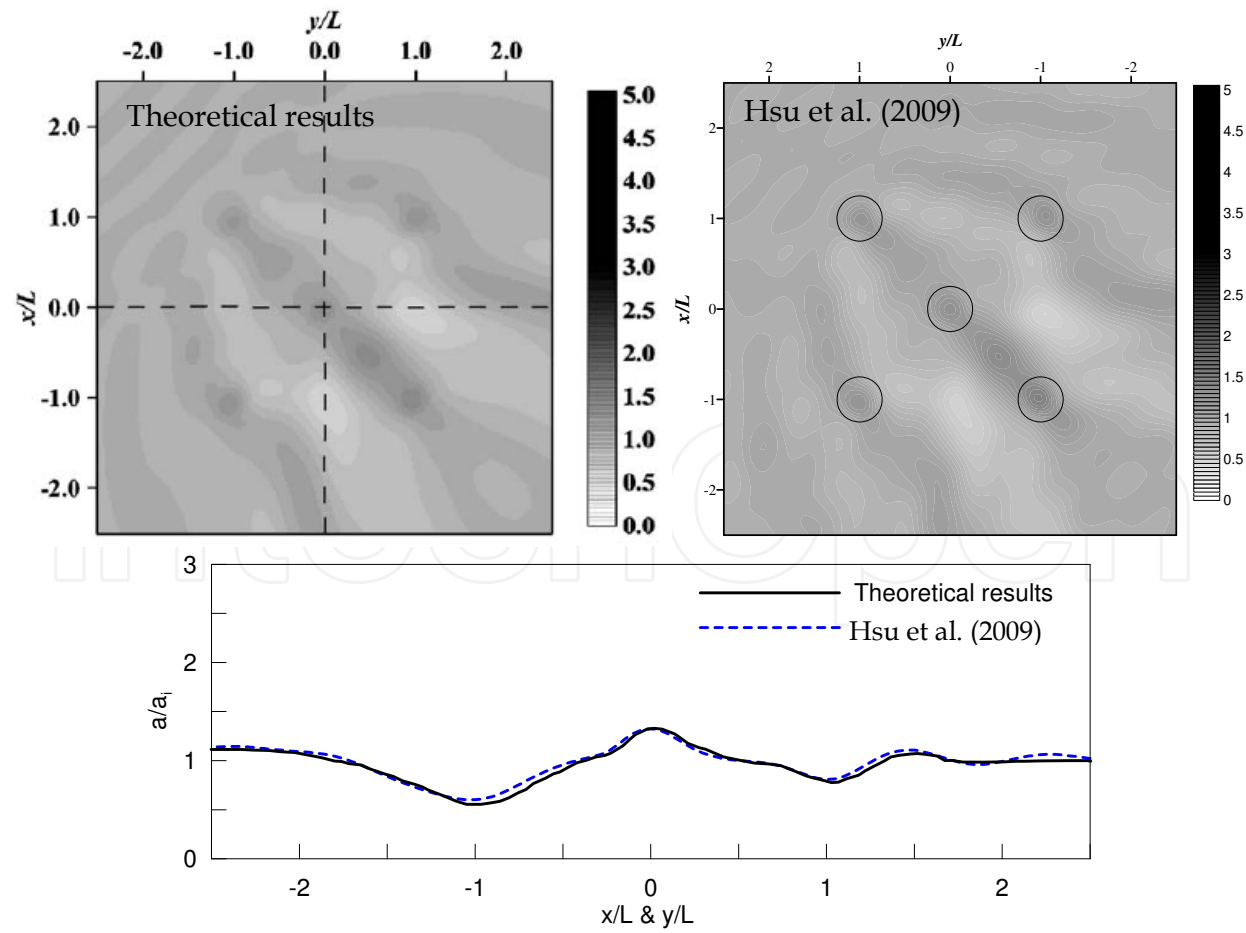 y/L
-2.0 -1.0 0.0 1.0 2.0
Theoretical results
2.0
1.0
0.0
-1.0
-2.0
x/L
5.0
4.5
4.0
3.5
3.0
2.5
2.0
1.5
1.0
0.5
0.0
y/L
2 1 0 -1 -2
Hsu et al. (2009)
2
1
0
-1
-2
x/L
5
4.5
4
3.5
3
2.5
2
1.5
1
0.5
0
intechopen
3
2
1
0
a/ai
Theoretical results
Hsu et al. (2009)
-2 -1 0 1 2
x/L & y/L